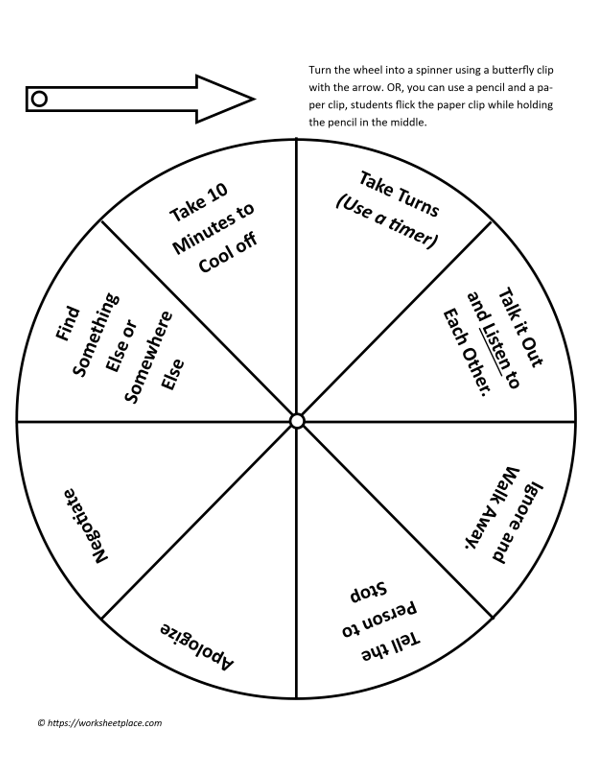 Turn the wheel into a spinner using a butterfly clip
with the arrow. OR, you can use a pencil and a pa-
per clip, students flick the paper clip while holding
the pencil in the middle.
Take Turns
(Use a timer)
Talk it Out
and Listen to
Each Other.
Ignore and
Walk Away.
Tell the
Person to
Stop
Apologize
Negotiate
Find
Something
Else or
Somewhere
Else
Take 10
Minutes to
Cool off
© https://worksheetplace.com